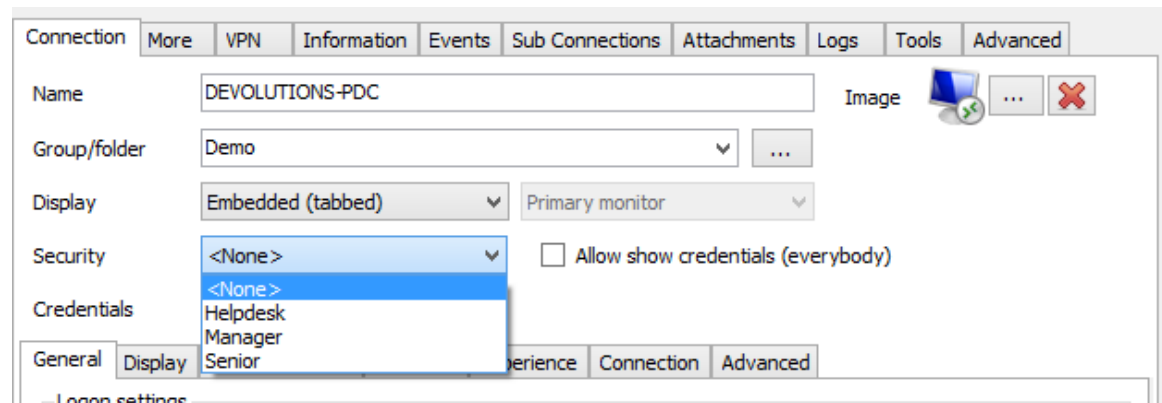 Connection More VPN Information Events Sub Connections Attachments Logs Tools Advanced
Name DEVOLUTIONS-PDC Image ...
Group/folder Demo ...
Display Embedded (tabbed) Primary monitor
Security <None> Allow show credentials (everybody)
<None>
Credentials Helpdesk
Manager
General Display Senior perience Connection Advanced
Logon settings